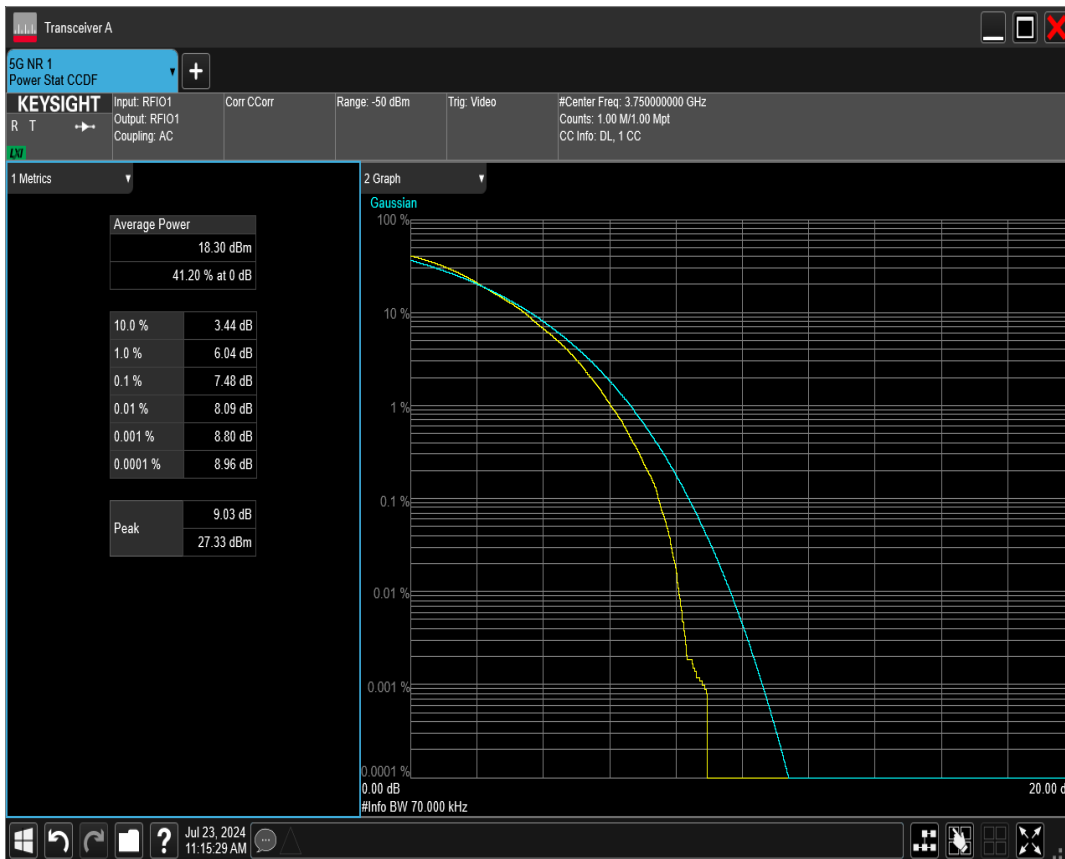 Transceiver A
5G NR 1
Power Stat CCDF
KEYSIGHT
R T
LXI
Input: RFIO1
Output: RFIO1
Coupling: AC
Corr CCorr
Range: -50 dBm
Trig: Video
#Center Freq: 3.750000000 GHz
Counts: 1.00 M/1.00 Mpt
CC Info: DL, 1 CC
1 Metrics
Average Power
18.30 dBm
41.20 % at 0 dB
10.0 % 3.44 dB
1.0 % 6.04 dB
0.1 % 7.48 dB
0.01 % 8.09 dB
0.001 % 8.80 dB
0.0001 % 8.96 dB
Peak
9.03 dB
27.33 dBm
2 Graph
Gaussian
100 %
10 %
1 %
0.1 %
0.01 %
0.001 %
0.0001 %
0.00 dB
20.00 d
#Info BW 70.000 kHz
?
Jul 23, 2024
11:15:29 AM